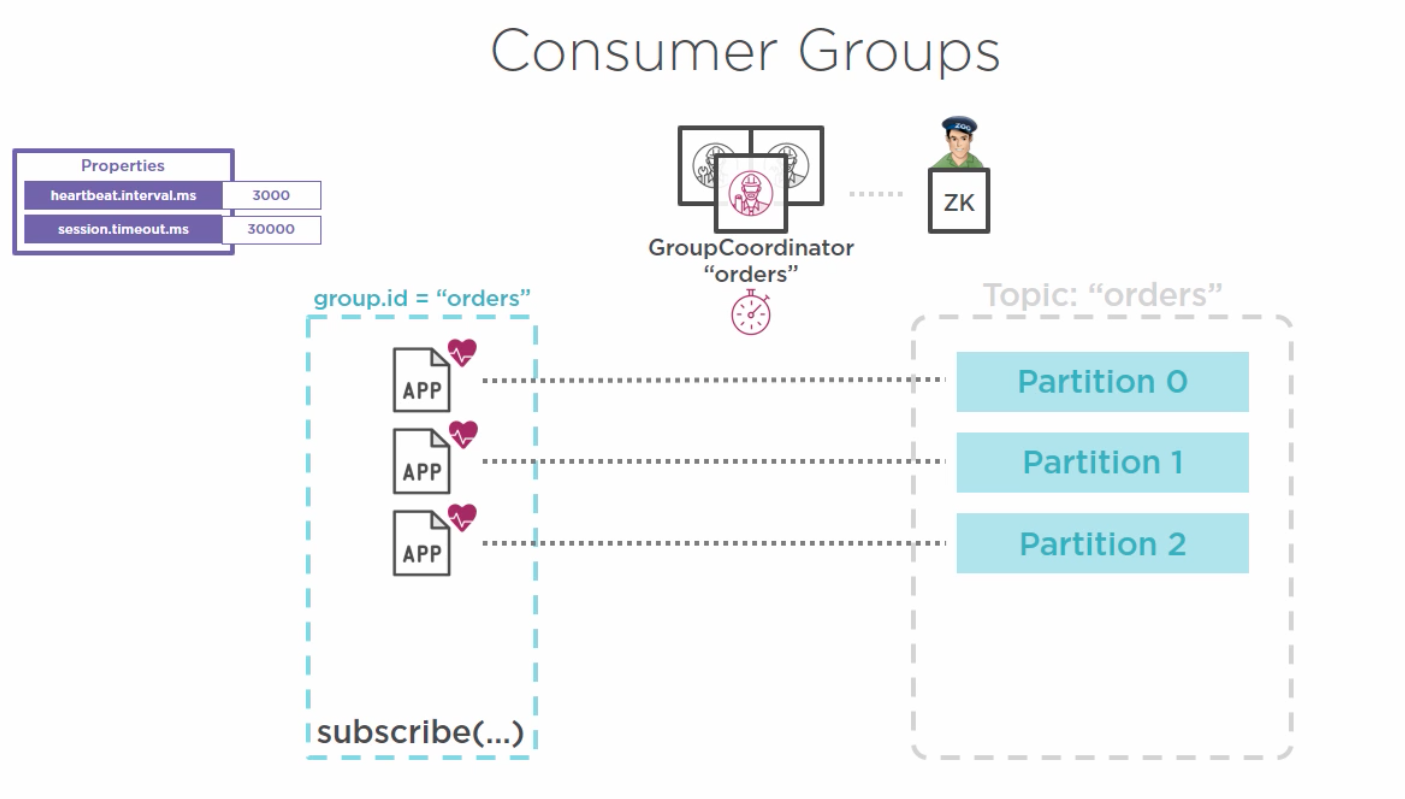 Consumer Groups
Properties
heartbeat.interval.ms 3000
session.timeout.ms 30000
ZOO
ZK
GroupCoordinator
“orders”
group.id = “orders”
Topic: “orders”
APP
Partition 0
APP
Partition 1
APP
Partition 2
subscribe(...)